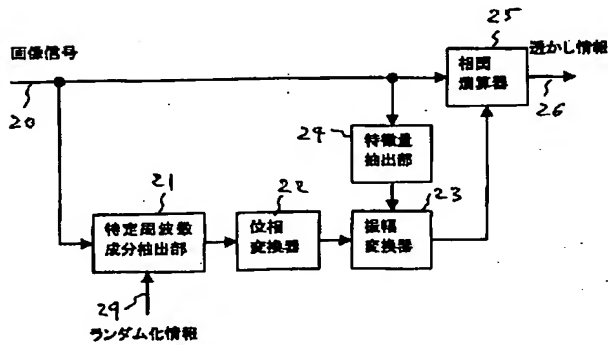 画像信号
20
25
相関
演算器
透かし情報
26
24
特徴量
抽出部
21
特定周波数
成分抽出部
22
位相
変換器
23
振幅
変換器
29
ランダム化情報